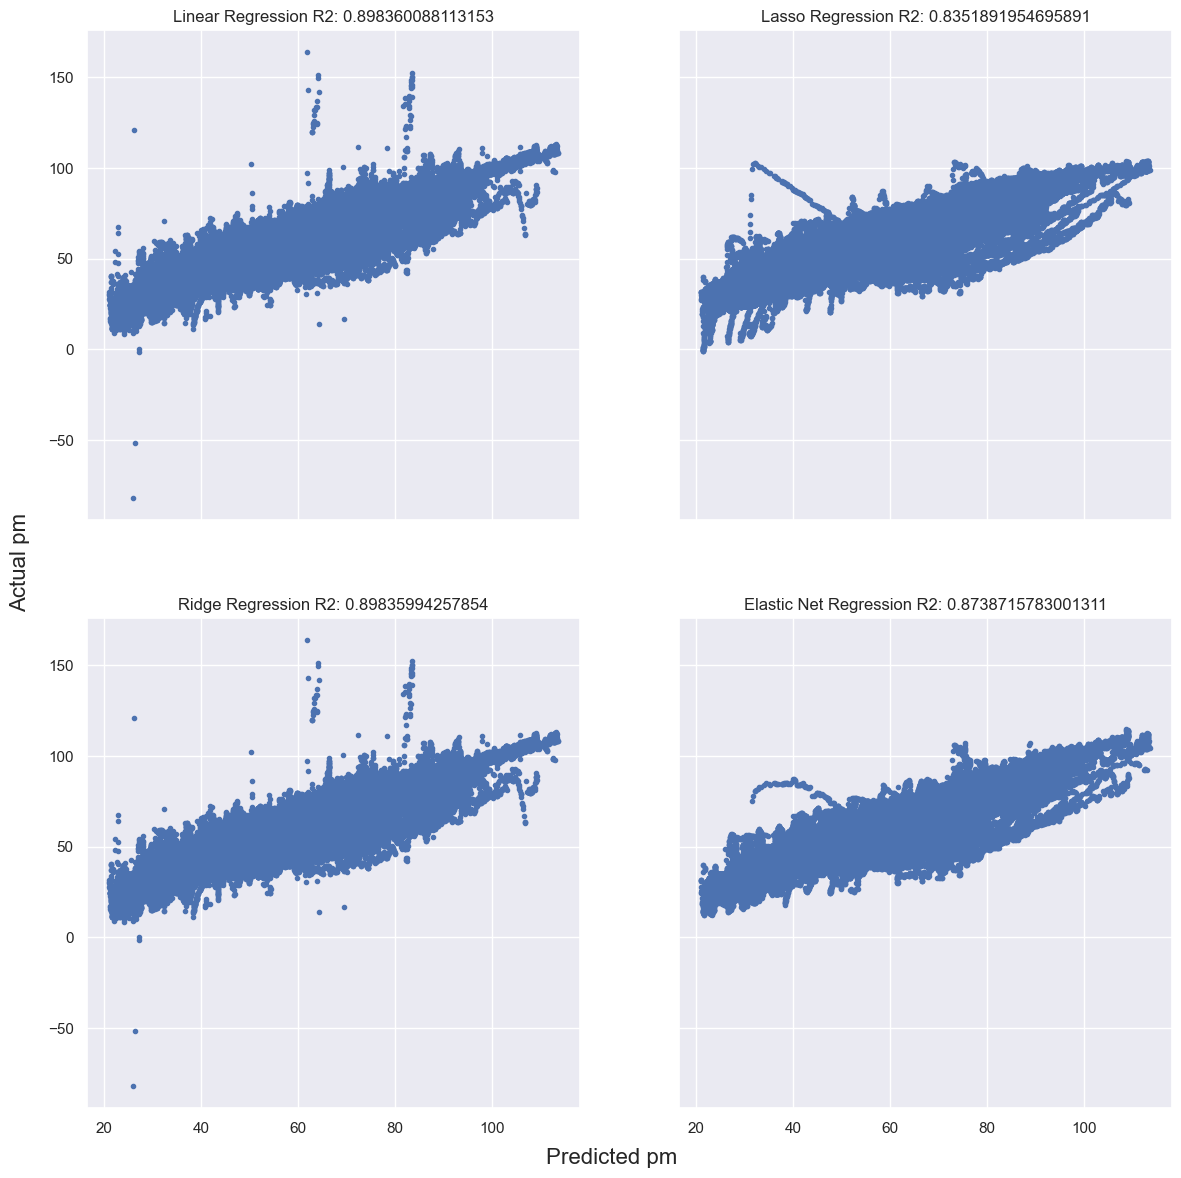 Linear Regression R2: 0.898360088113153
Lasso Regression R2: 0.8351891954695891
150
100
50
0
−50
Ridge Regression R2: 0.89835994257854
Elastic Net Regression R2: 0.8738715783001311
150
100
50
0
−50
20 40 60 80 100
20 40 60 80 100
Actual pm
Predicted pm